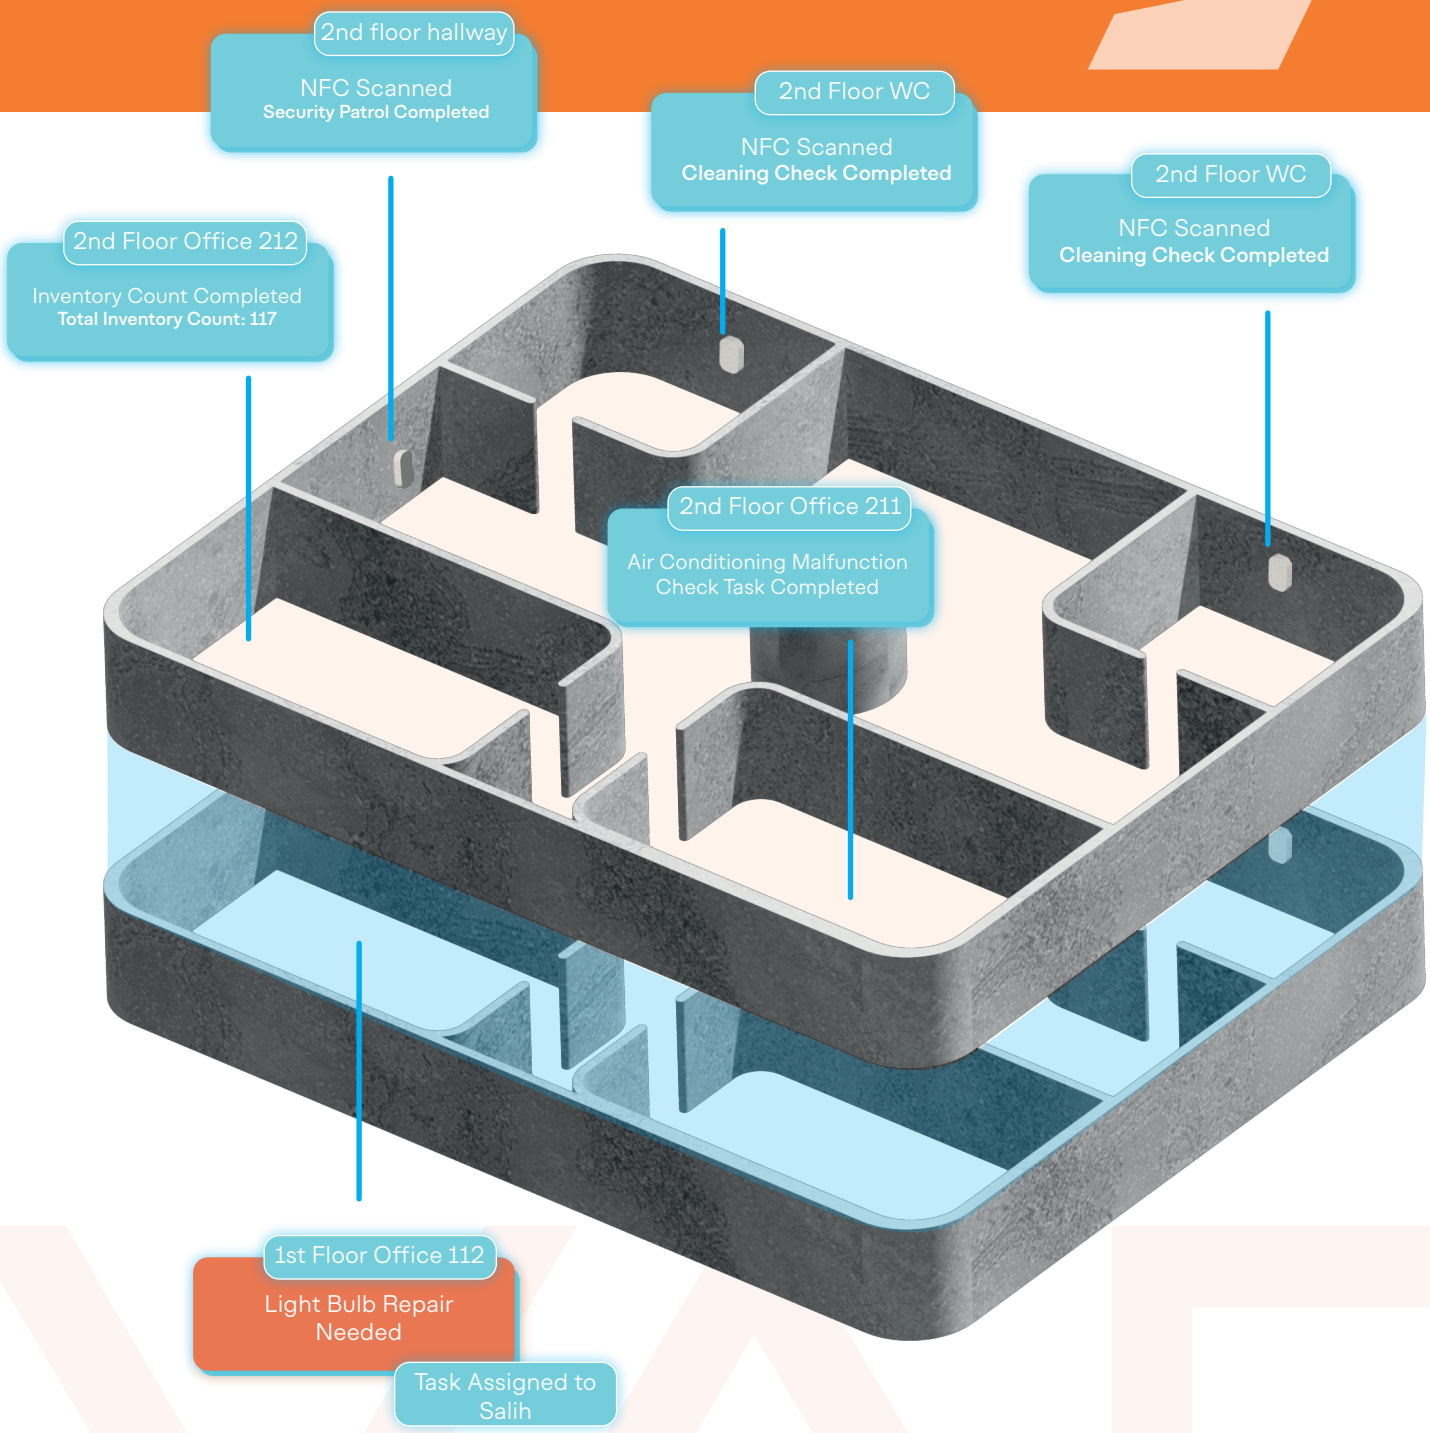 2nd floor hallway
NFC Scanned
Security Patrol Completed
2nd Floor WC
NFC Scanned
Cleaning Check Completed
2nd Floor WC
NFC Scanned
Cleaning Check Completed
2nd Floor Office 212
Inventory Count Completed
Total Inventory Count: 117
2nd Floor Office 211
Air Conditioning Malfunction
Check Task Completed
1st Floor Office 112
Light Bulb Repair
Needed
Task Assigned to
Salih